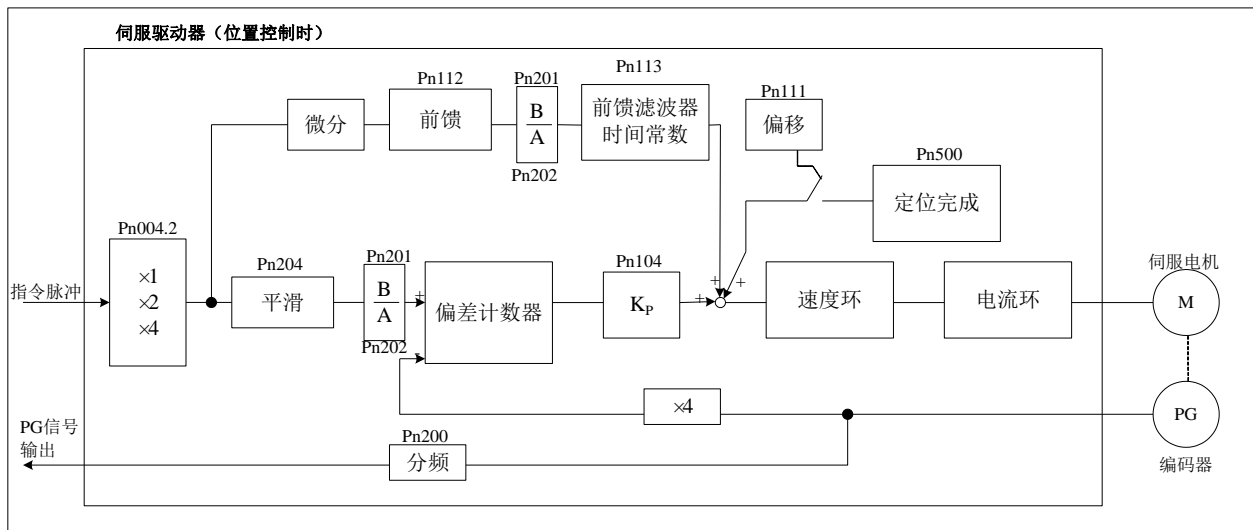 伺服驱动器（位置控制时）
Pn112
Pn201
Pn113
Pn111
微分
前馈
B
A
前馈滤波器
时间常数
偏移
Pn202
Pn500
定位完成
Pn004.2
×1
×2
×4
指令脉冲
Pn204
平滑
Pn201
B
A
Pn202
+
-
偏差计数器
Pn104
KP
+
+
+
速度环
电流环
伺服电机
M
×4
PG
编码器
PG信号
输出
Pn200
分频